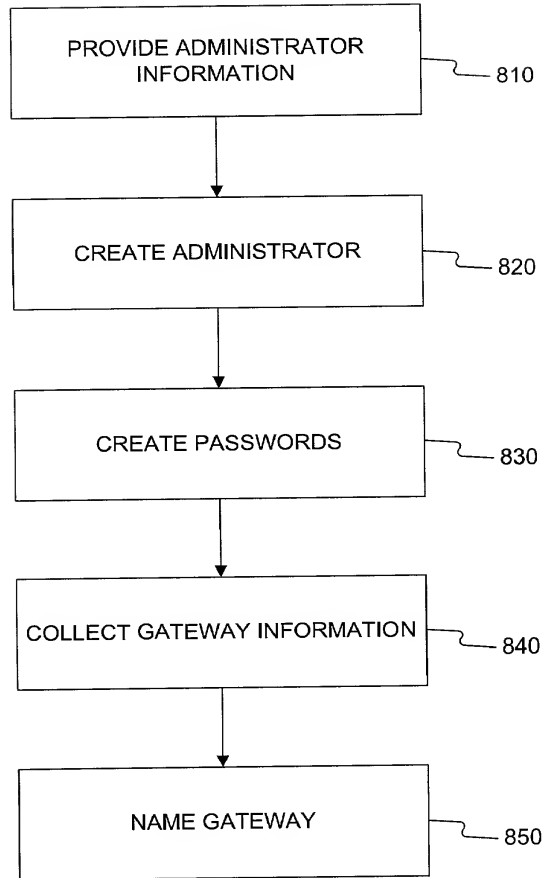 PROVIDE ADMINISTRATOR
INFORMATION
810
CREATE ADMINISTRATOR
820
CREATE PASSWORDS
830
COLLECT GATEWAY INFORMATION
840
NAME GATEWAY
850